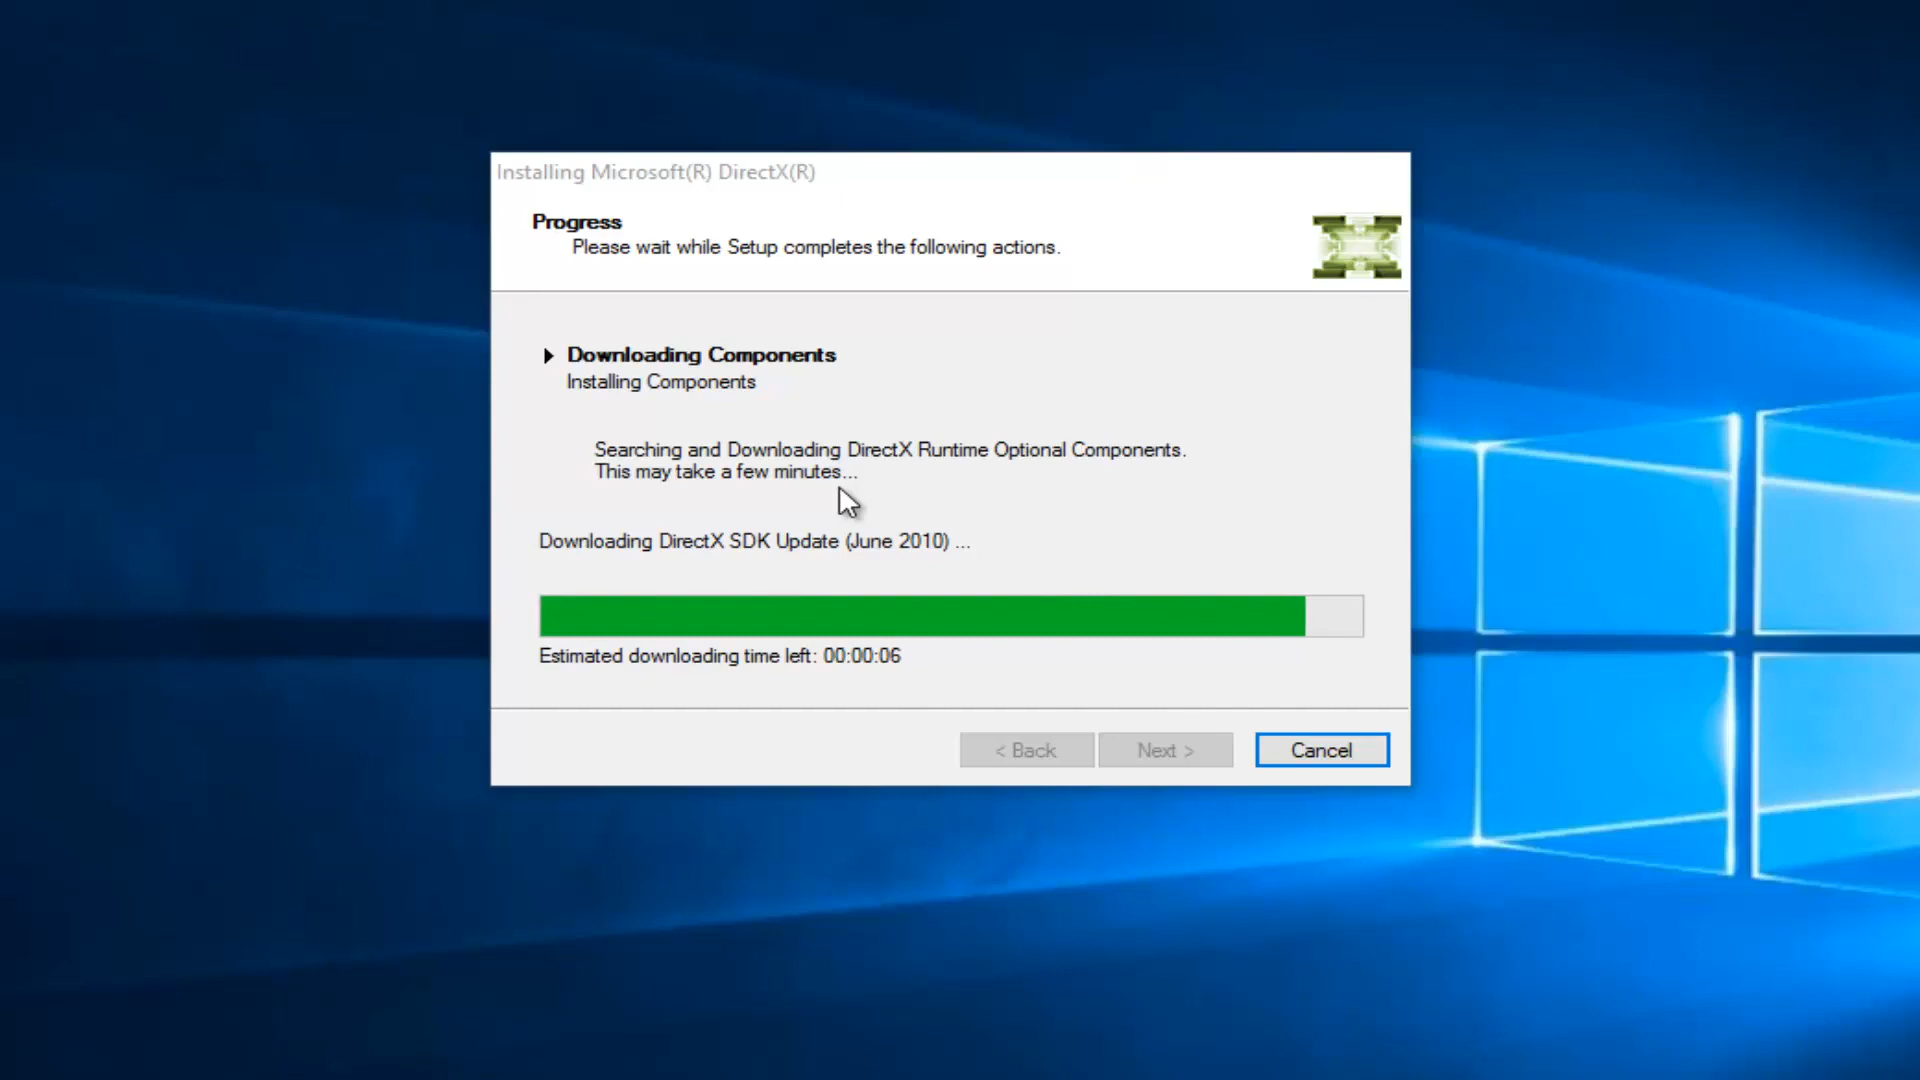 Installing Microsoft(R) DirectX(R)
Progress
Please wait while Setup completes the following actions.
Downloading Components
Installing Components
Searching and Downloading DirectX Runtime Optional Components.
This may take a few minutes...
Downloading DirectX SDK Update (June 2010) ...
Estimated downloading time left: 00:00:06
< Back
Next >
Cancel